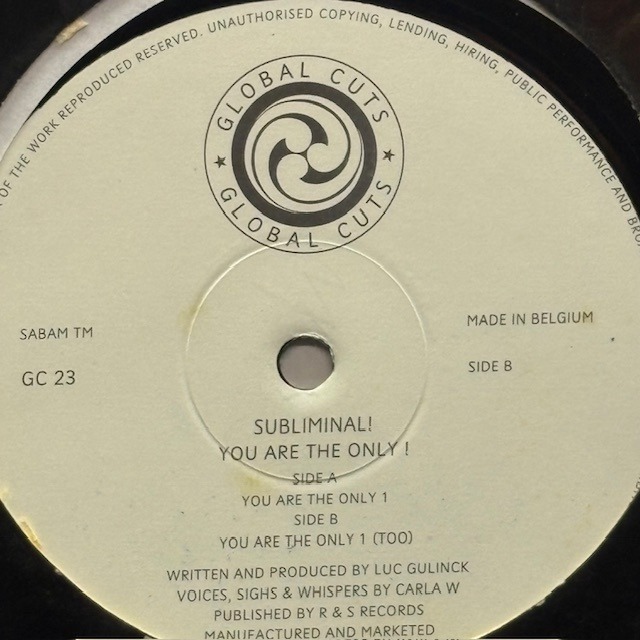 OF THE WORK REPRODUCED RESERVED. UNAUTHORISED COPYING, LENDING, HIRING, PUBLIC PERFORMANCE AND
GLOBAL CUTS
GLOBAL CUTS
SABAM TM
MADE IN BELGIUM
GC 23
SIDE B
SUBLIMINAL!
YOU ARE THE ONLY !
SIDE A
YOU ARE THE ONLY 1
SIDE B
YOU ARE THE ONLY 1 (TOO)
WRITTEN AND PRODUCED BY LUC GULINCK
VOICES, SIGHS & WHISPERS BY CARLA W
PUBLISHED BY R & S RECORDS
MANUFACTURED AND MARKETED